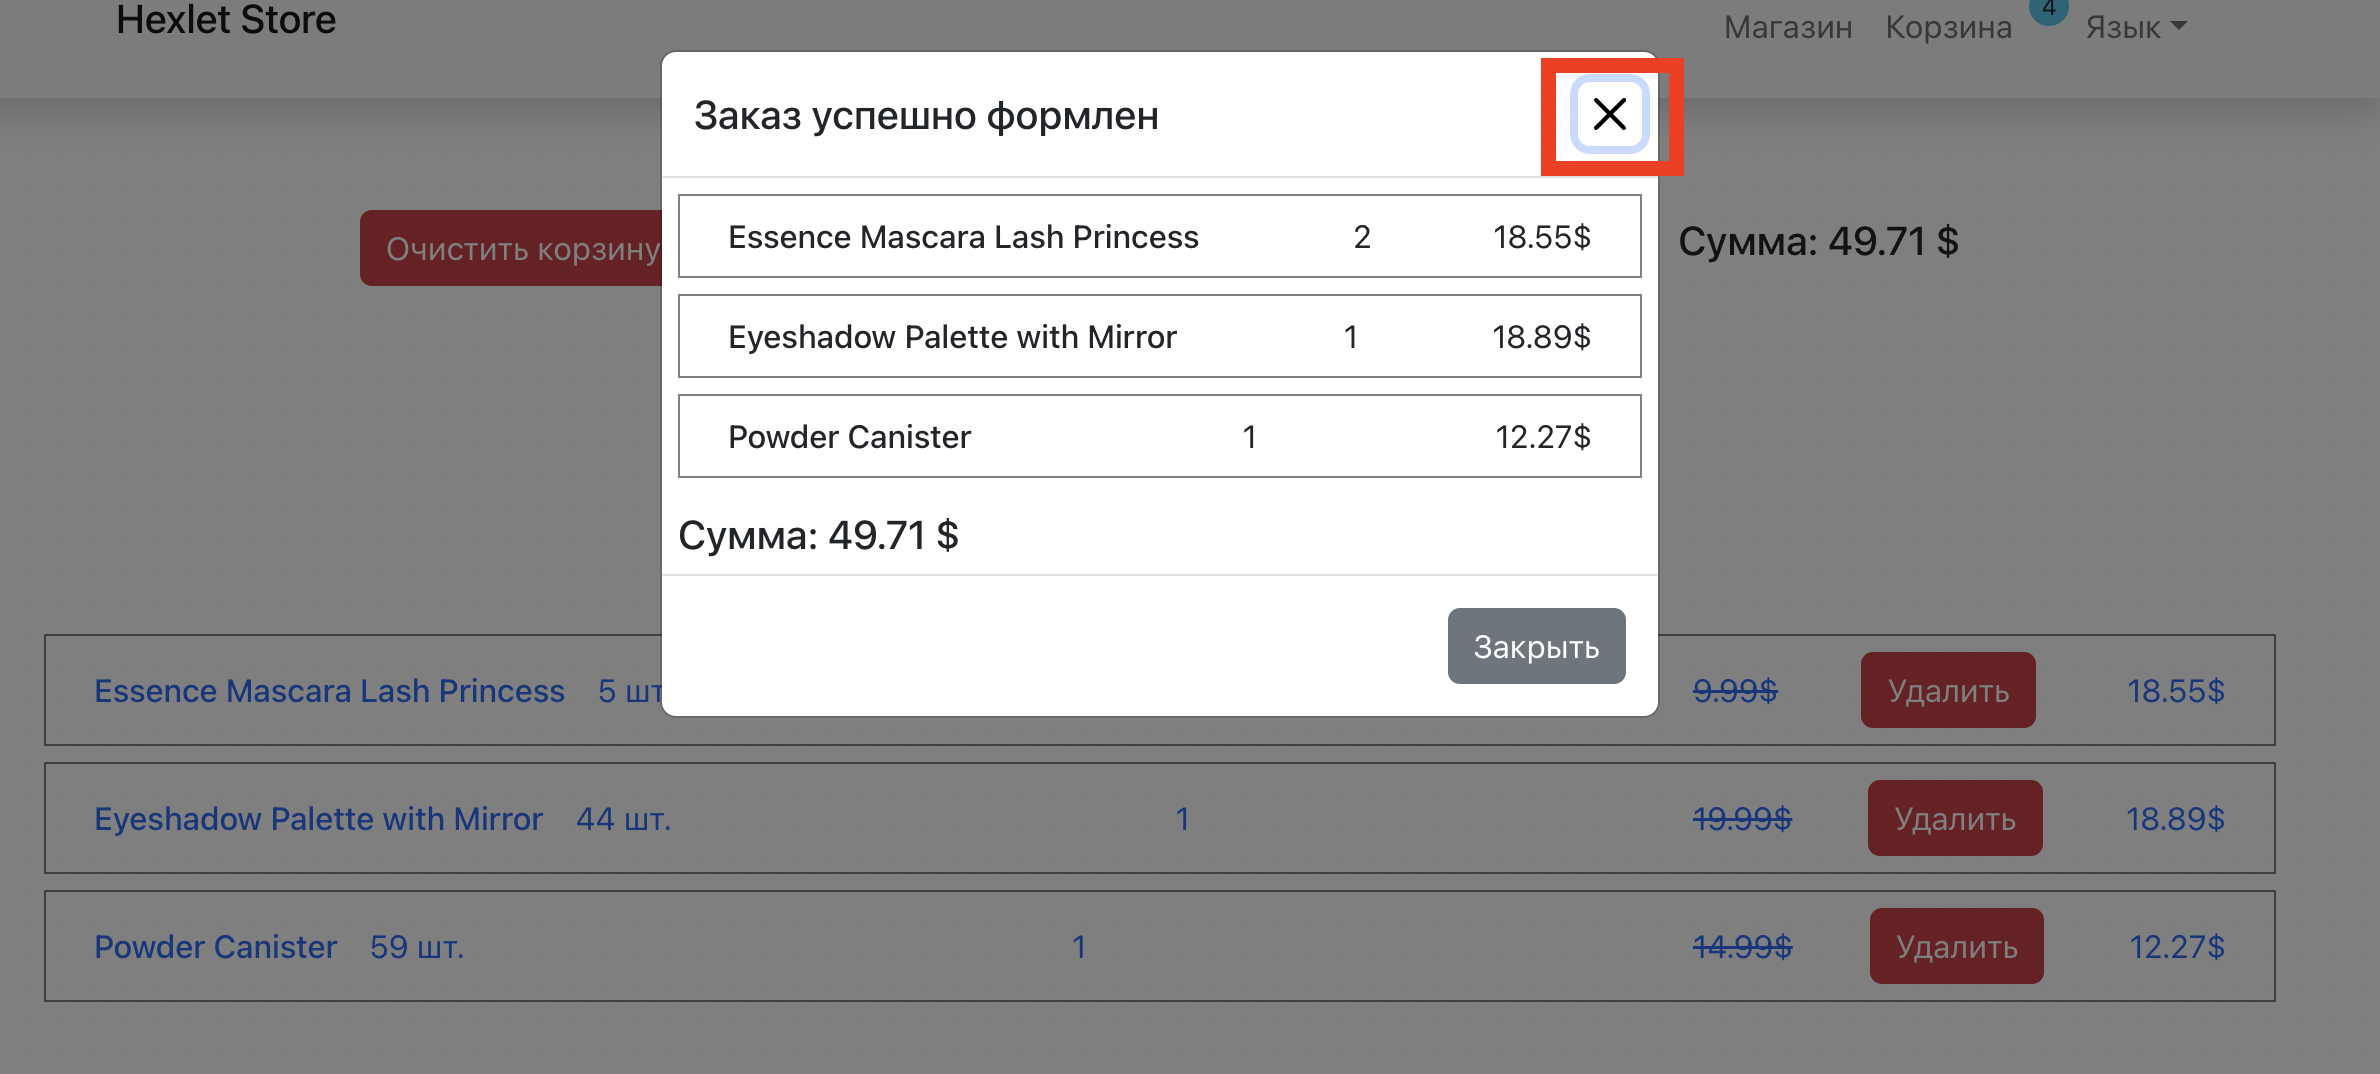 Hexlet Store
Магазин Корзина 4 Язык
Заказ успешно формлен
Essence Mascara Lash Princess 2 18.55$
Eyeshadow Palette with Mirror 1 18.89$
Powder Canister 1 12.27$
Сумма: 49.71 $
Закрыть
Очистить корзину
Сумма: 49.71 $
Essence Mascara Lash Princess 5 шт 9.99$ Удалить 18.55$
Eyeshadow Palette with Mirror 44 шт. 1 19.99$ Удалить 18.89$
Powder Canister 59 шт. 1 14.99$ Удалить 12.27$